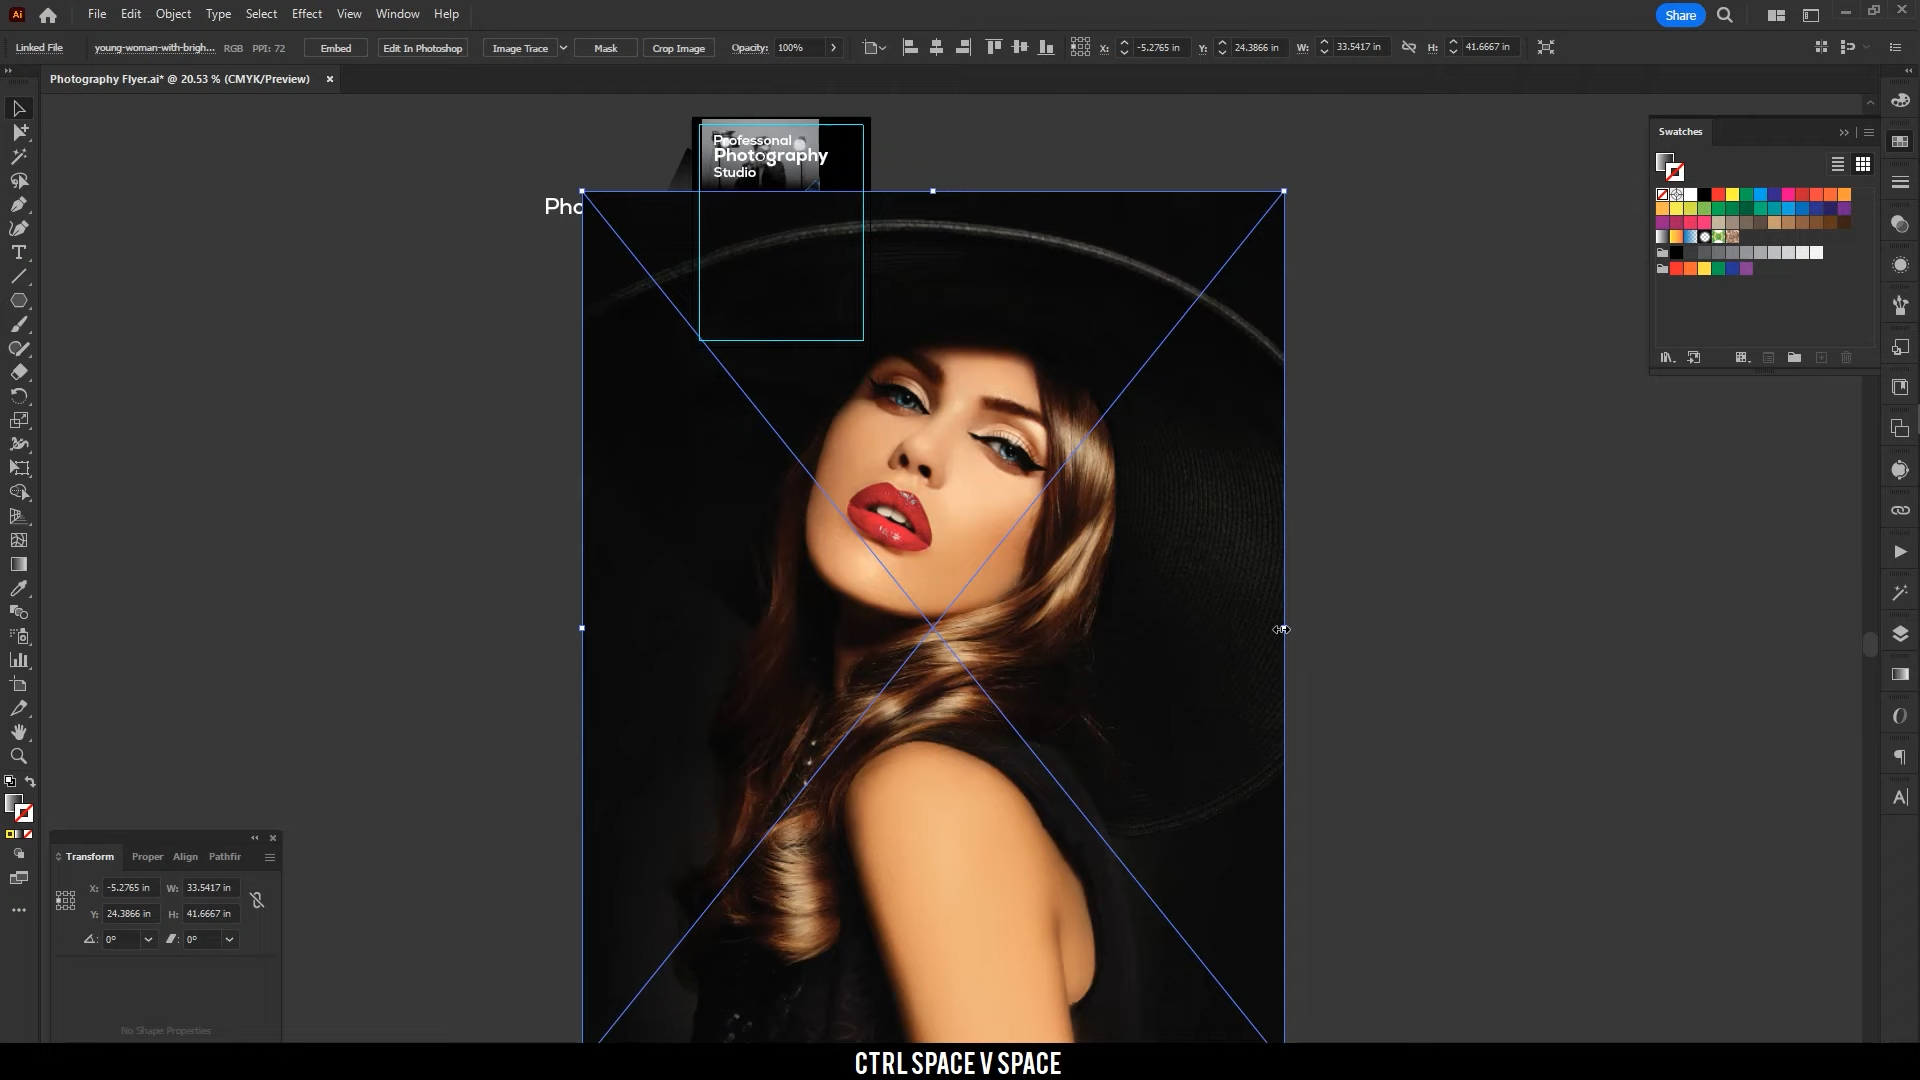 Ai File Edit Object Type Select Effect View Window Help Share
Linked File young-woman-with-brigh... RGB PPI: 72 Embed Edit In Photoshop Image Trace Mask Crop Image Opacity: 100% X: -5.2765 in Y: 24.3866 in W: 33.5417 in H: 41.6667 in
Photography Flyer.ai* @ 20.53 % (CMYK/Preview) ×
Swatches
Professonal
Photography
Studio
Pho
Transform Proper Align Pathfir
X: -5.2765 in W: 33.5417 in
Y: 24.3866 in H: 41.6667 in
0° 0°
No Shape Properties
CTRL SPACE V SPACE